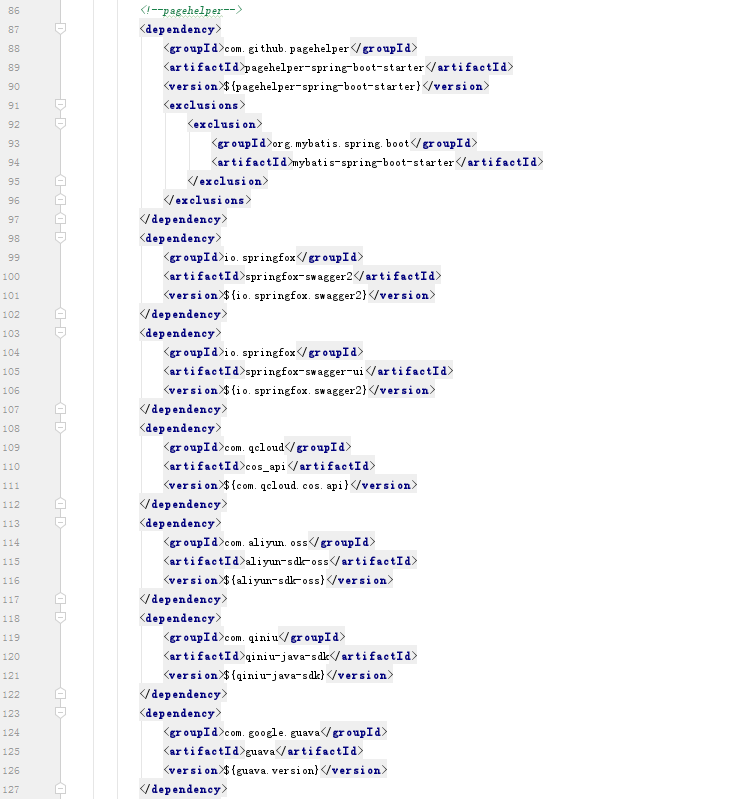 86 <!--pagehelper-->
87 <dependency>
88 <groupId>com.github.pagehelper</groupId>
89 <artifactId>pagehelper-spring-boot-starter</artifactId>
90 <version>${pagehelper-spring-boot-starter}</version>
91 <exclusions>
92 <exclusion>
93 <groupId>org.mybatis.spring.boot</groupId>
94 <artifactId>mybatis-spring-boot-starter</artifactId>
95 </exclusion>
96 </exclusions>
97 </dependency>
98 <dependency>
99 <groupId>io.springfox</groupId>
100 <artifactId>springfox-swagger2</artifactId>
101 <version>${io.springfox.swagger2}</version>
102 </dependency>
103 <dependency>
104 <groupId>io.springfox</groupId>
105 <artifactId>springfox-swagger-ui</artifactId>
106 <version>${io.springfox.swagger2}</version>
107 </dependency>
108 <dependency>
109 <groupId>com.qcloud</groupId>
110 <artifactId>cos_api</artifactId>
111 <version>${com.qcloud.cos.api}</version>
112 </dependency>
113 <dependency>
114 <groupId>com.aliyun.oss</groupId>
115 <artifactId>aliyun-sdk-oss</artifactId>
116 <version>${aliyun-sdk-oss}</version>
117 </dependency>
118 <dependency>
119 <groupId>com.qiniu</groupId>
120 <artifactId>qiniu-java-sdk</artifactId>
121 <version>${qiniu-java-sdk}</version>
122 </dependency>
123 <dependency>
124 <groupId>com.google.guava</groupId>
125 <artifactId>guava</artifactId>
126 <version>${guava.version}</version>
127 </dependency>